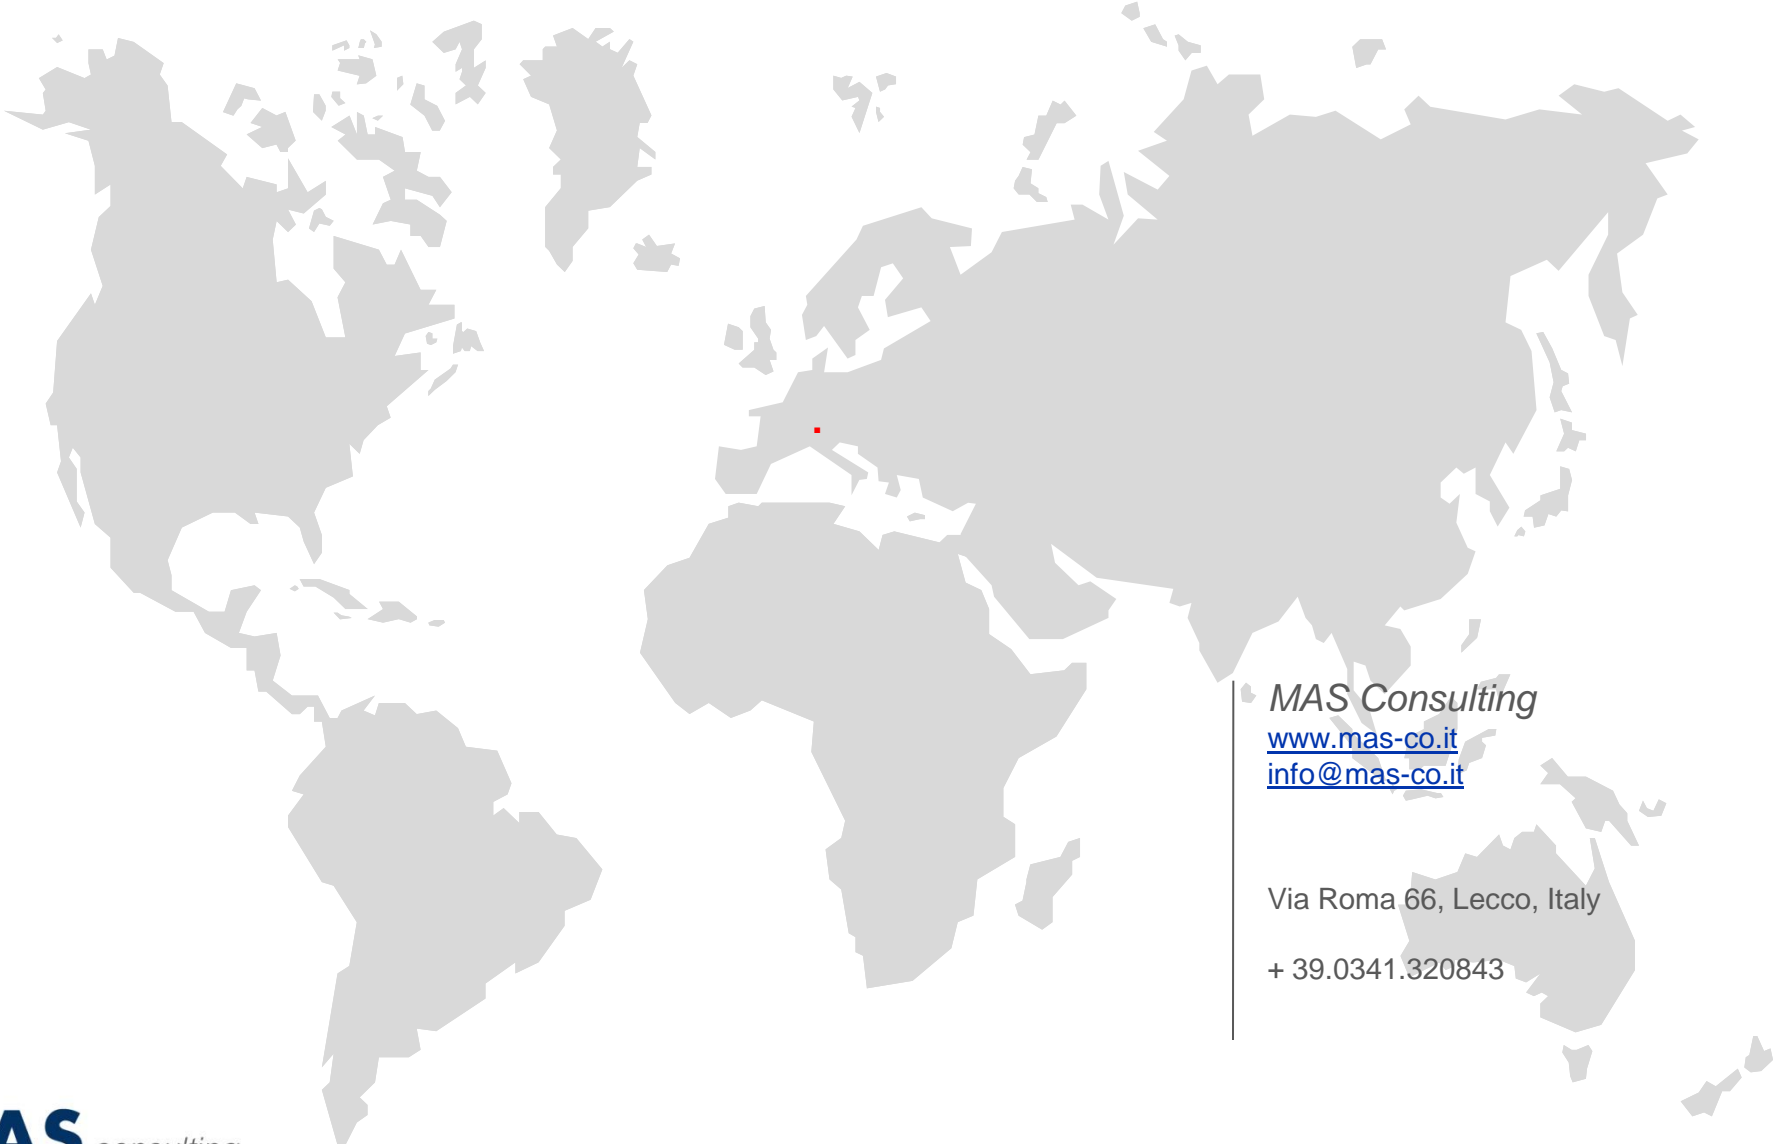 MAS Consulting
www.mas-co.it
info@mas-co.it
Via Roma 66, Lecco, Italy
+ 39.0341.320843